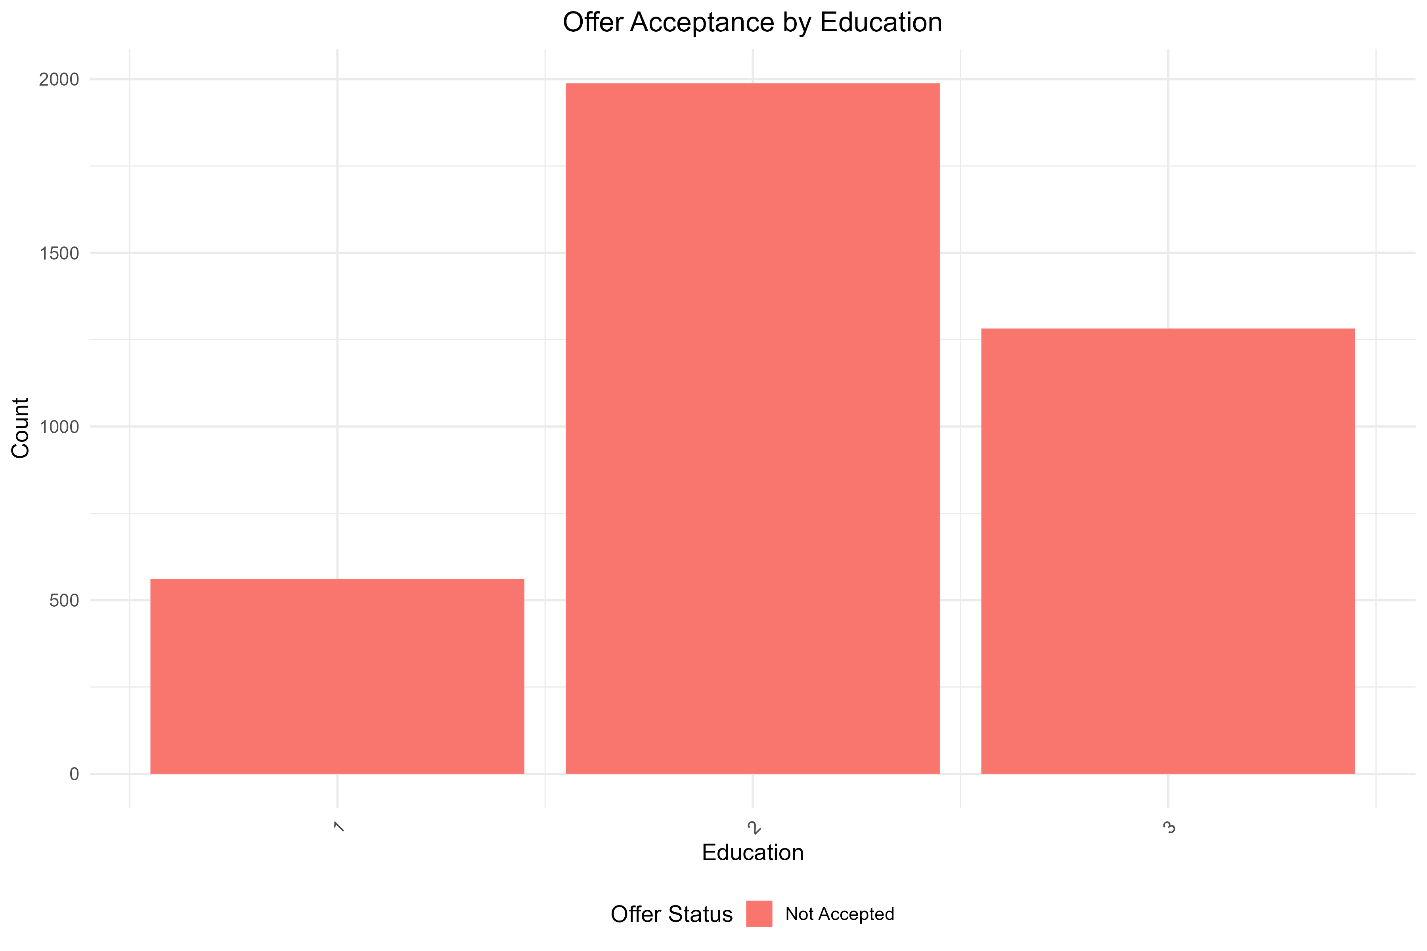 Offer Acceptance by Education
2000
1500
1000
500
0
Count
1
2
3
Education
Offer Status
Not Accepted